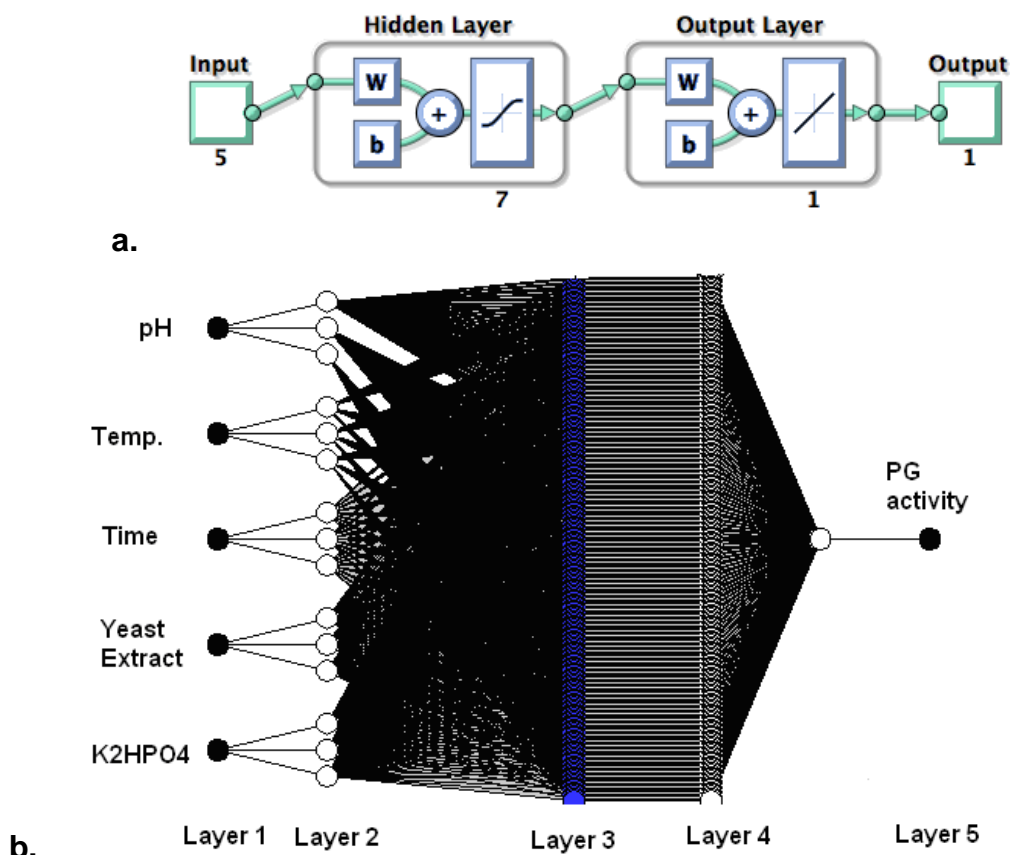 Hidden Layer
Output Layer
Input
Output
W
b
+
W
b
+
5
7
1
1
a.
pH
Temp.
Time
Yeast
Extract
K2HPO4
PG
activity
Layer 1
Layer 2
Layer 3
Layer 4
Layer 5
b.